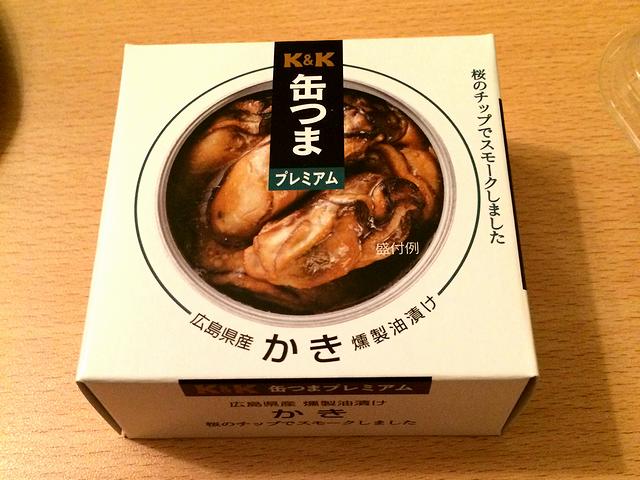 K&K
缶つま
プレミアム
桜のチップでスモークしました
盛付例
広島県産 かき 燻製油漬け
K&K 缶つまプレミアム
広島県産 燻製油漬け
かき
桜のチップでスモークしました